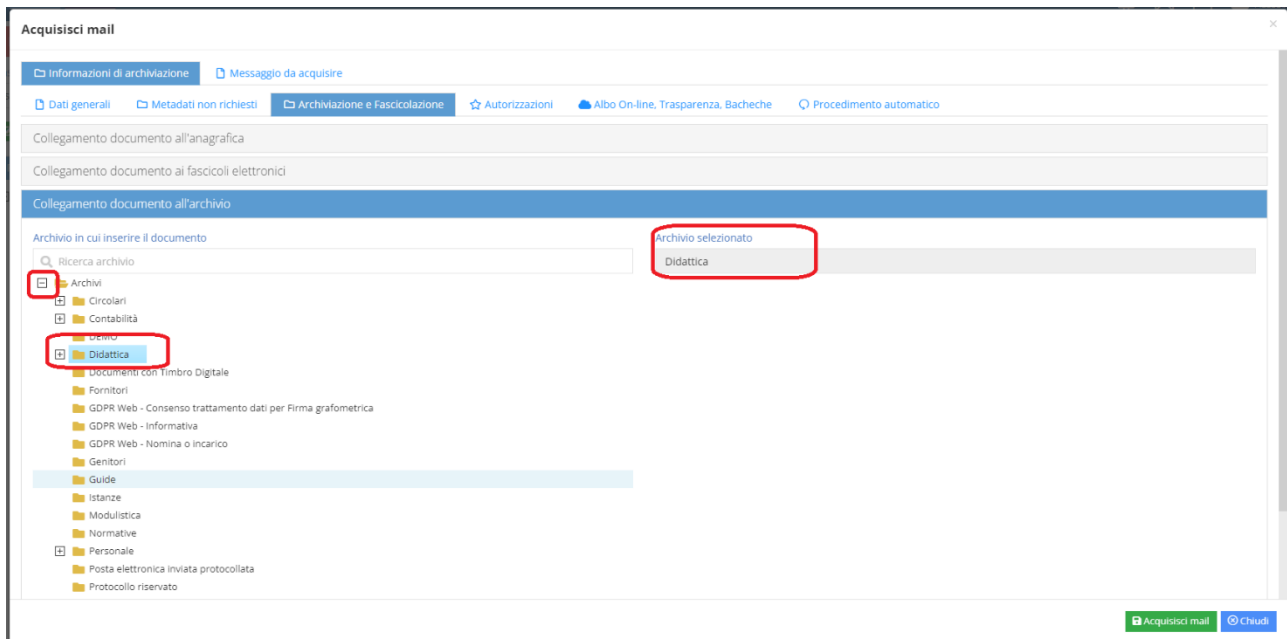 Acquisisci mail
Informazioni di archiviazione Messaggio da acquisire
Dati generali Metadati non richiesti Archiviazione e Fascicolazione Autorizzazioni Albo On-line, Trasparenza, Bacheche Procedimento automatico
Collegamento documento all'anagrafica
Collegamento documento ai fascicoli elettronici
Collegamento documento all'archivio
Archivio in cui inserire il documento Archivio selezionato
Ricerca archivio Didattica
Archivi
Circolari
Contabilità
DEMO
Didattica
Documenti con Timbro Digitale
Fornitori
GDPR Web - Consenso trattamento dati per Firma grafometrica
GDPR Web - Informativa
GDPR Web - Nomina o incarico
Genitori
Guide
Istanze
Modulistica
Normative
Personale
Posta elettronica inviata protocollata
Protocollo riservato
Acquisisci mail Chiudi